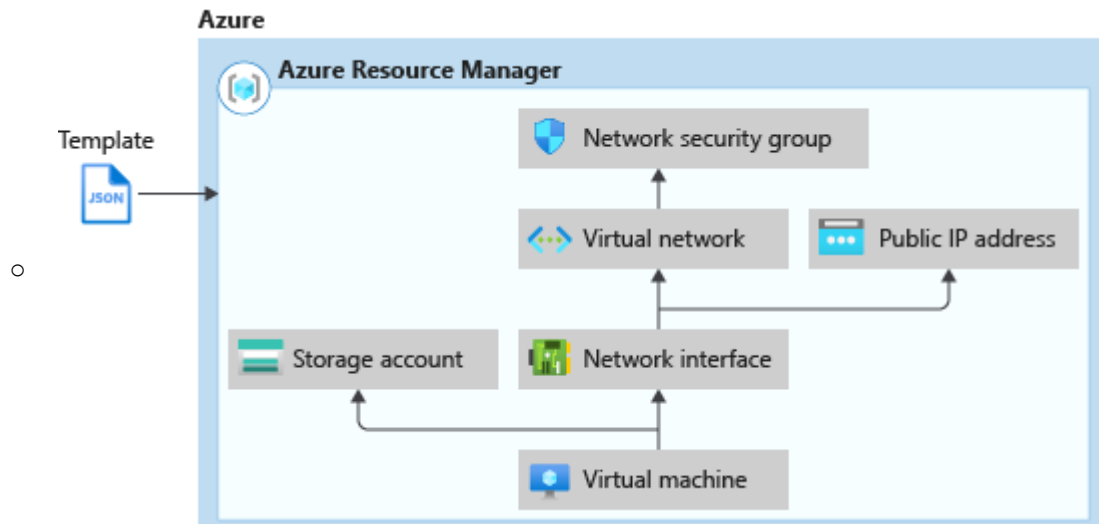 Azure
Azure Resource Manager
Template
JSON
Network security group
Virtual network
Public IP address
Storage account
Network interface
Virtual machine